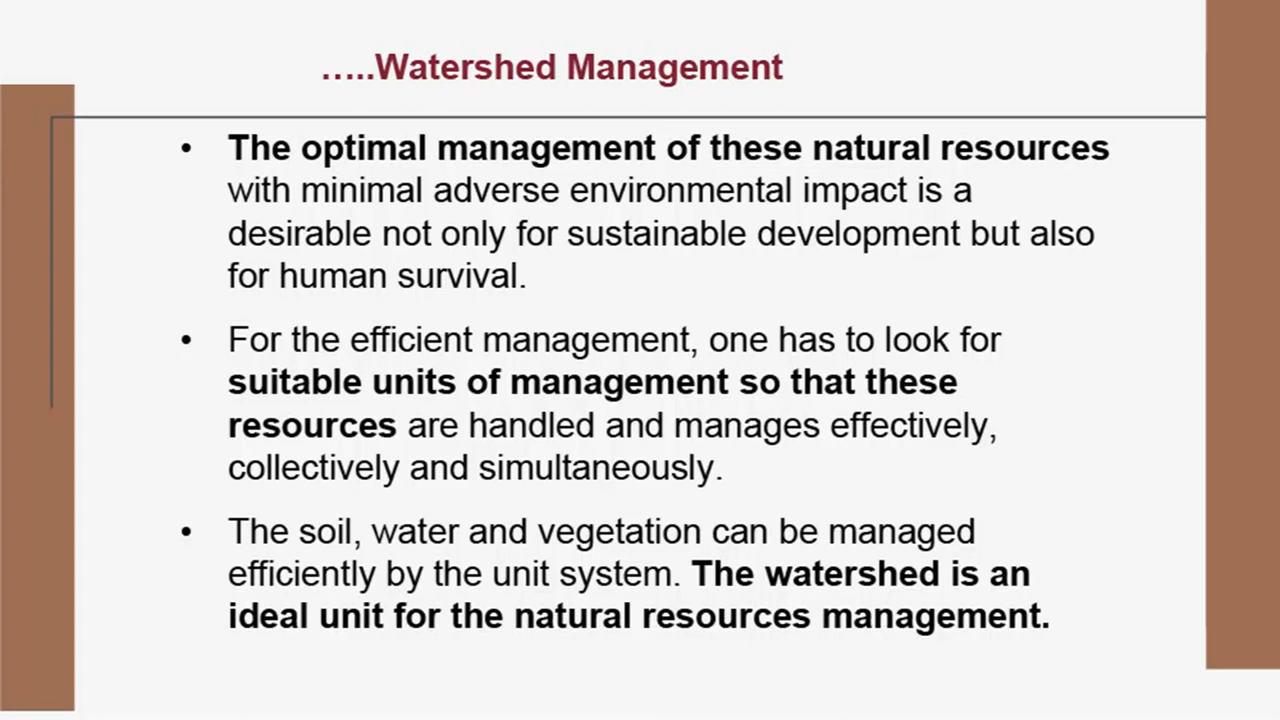 …..Watershed Management
• The optimal management of these natural resources
with minimal adverse environmental impact is a
desirable not only for sustainable development but also
for human survival.
• For the efficient management, one has to look for
suitable units of management so that these
resources are handled and manages effectively,
collectively and simultaneously.
• The soil, water and vegetation can be managed
efficiently by the unit system. The watershed is an
ideal unit for the natural resources management.